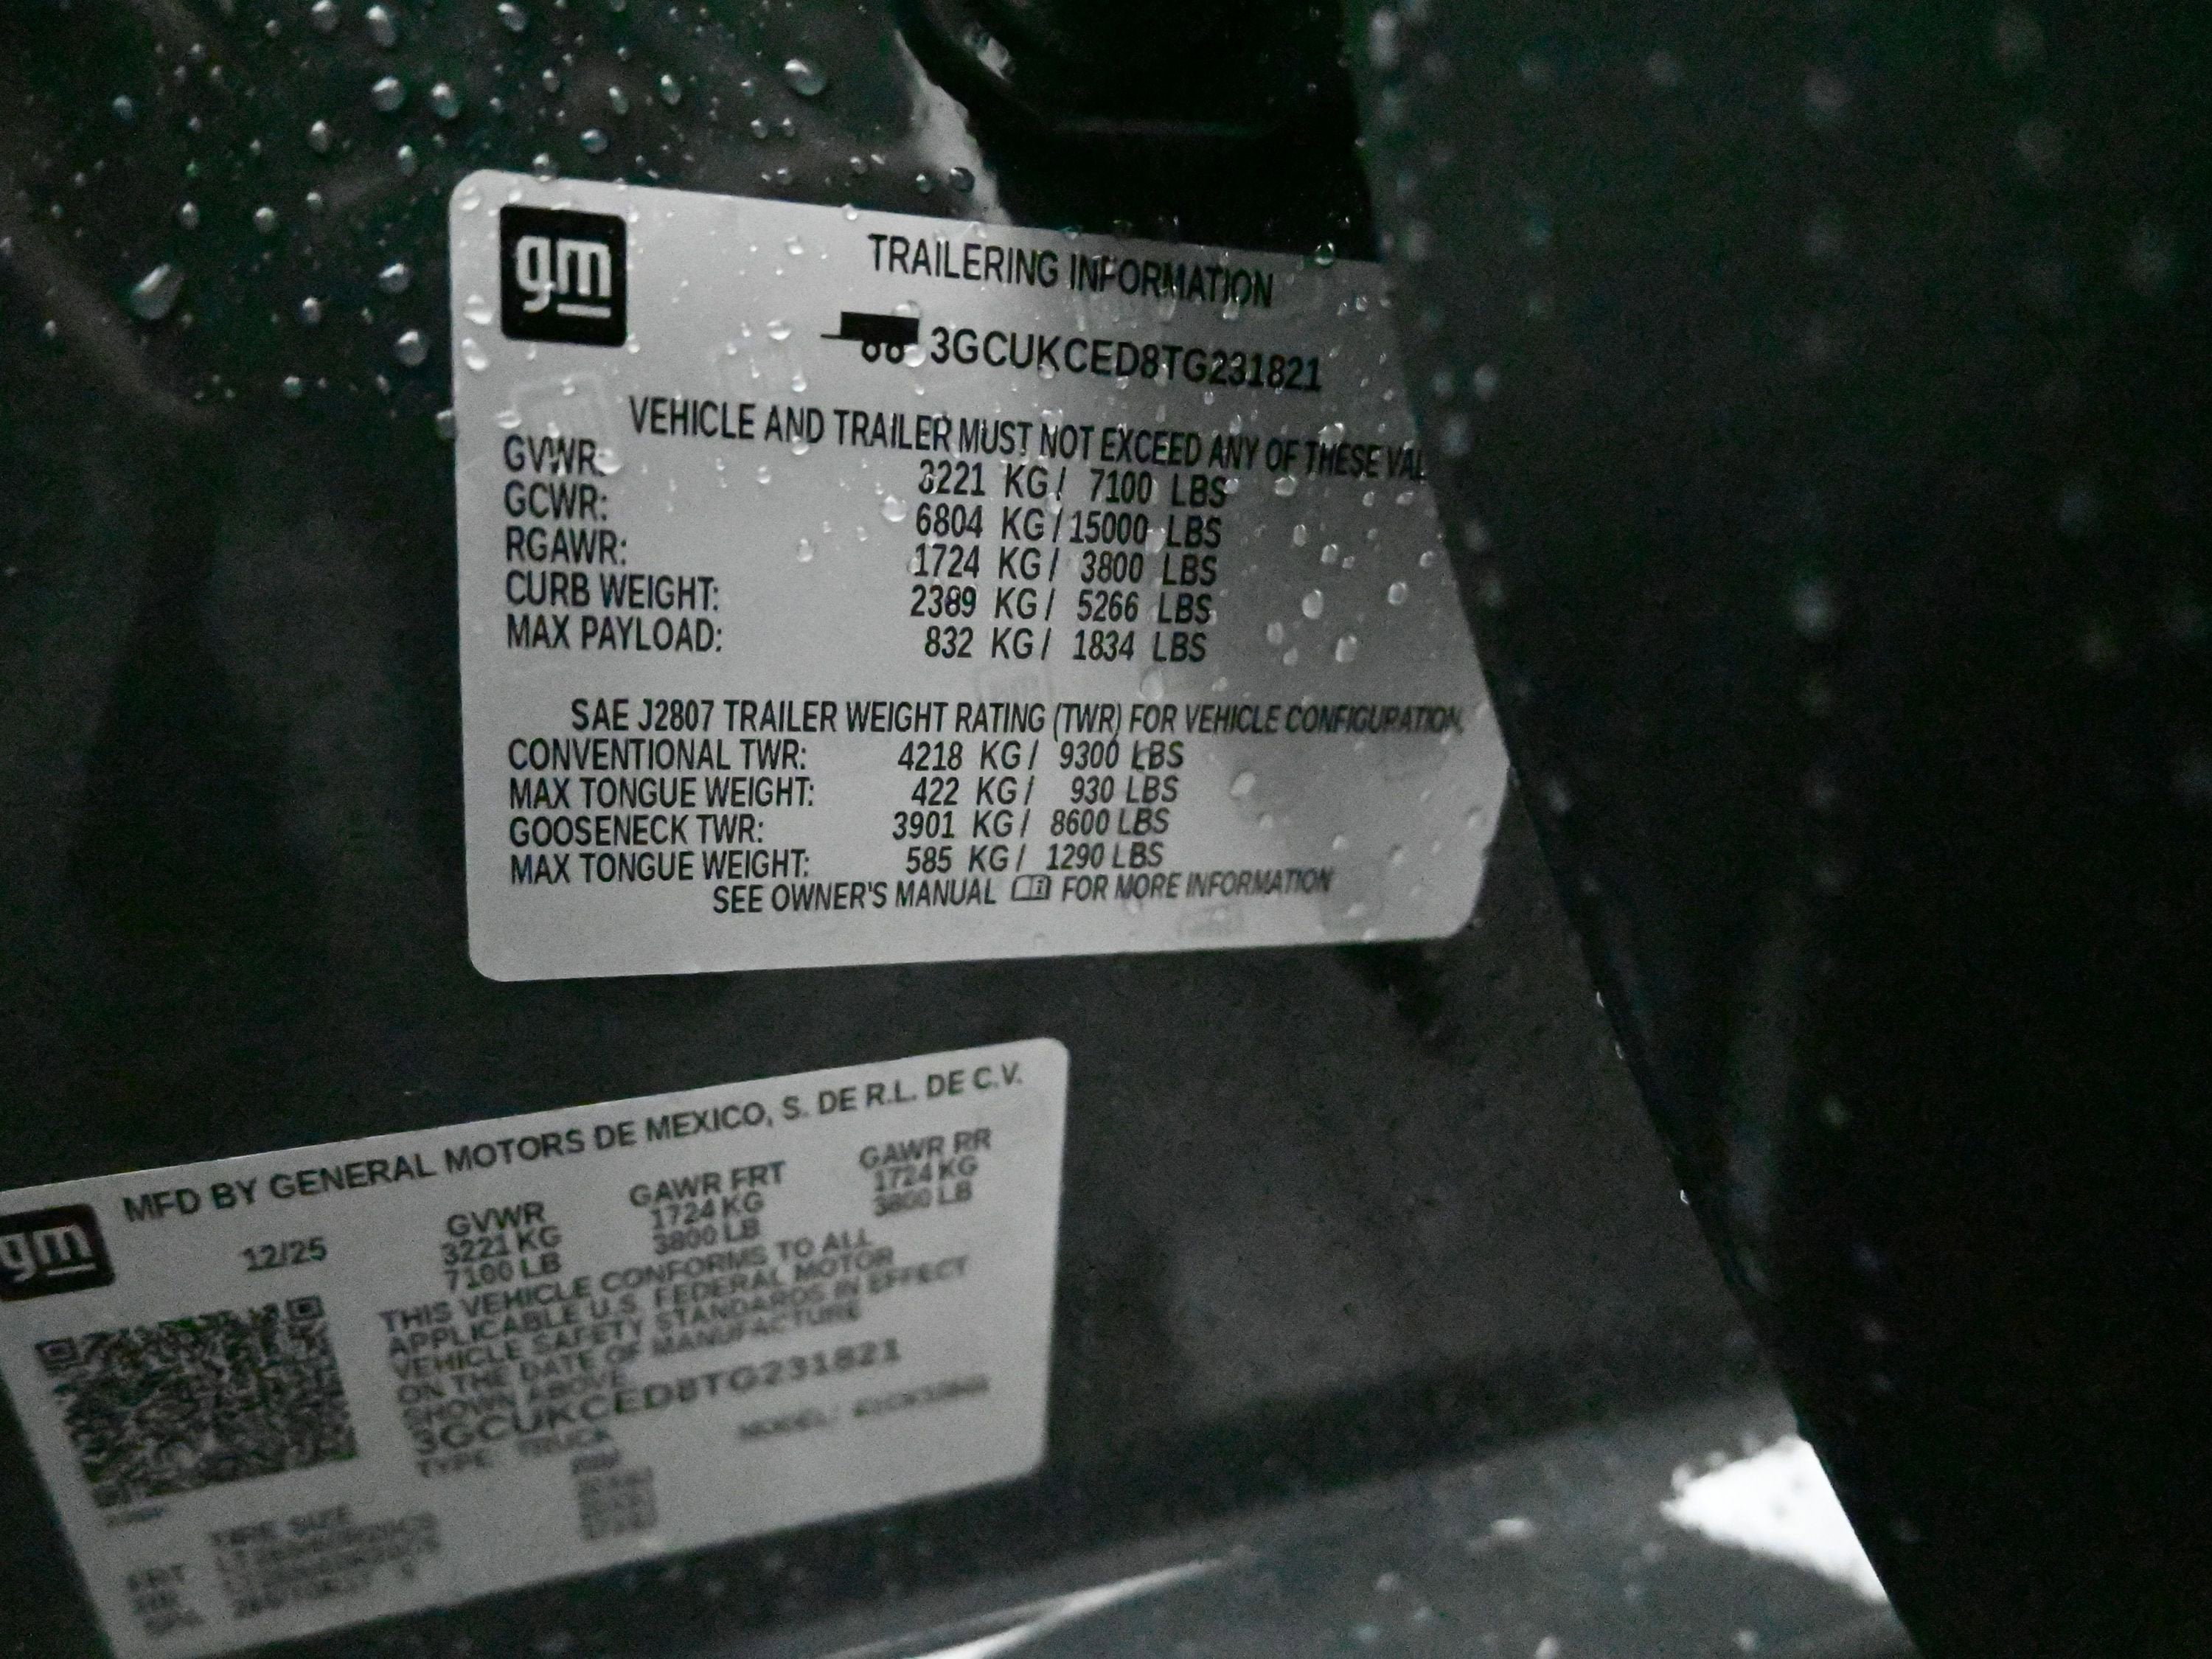 gm
TRAILERING INFORMATION
3GCUKCED8TG231821
VEHICLE AND TRAILER MUST NOT EXCEED ANY OF THESE VAL
GVWR: 3221 KG / 7100 LBS
GCWR: 6804 KG / 15000 LBS
RGAWR: 1724 KG / 3800 LBS
CURB WEIGHT: 2389 KG / 5266 LBS
MAX PAYLOAD: 832 KG / 1834 LBS
SAE J2807 TRAILER WEIGHT RATING (TWR) FOR VEHICLE CONFIGURATION.
CONVENTIONAL TWR: 4218 KG / 9300 LBS
MAX TONGUE WEIGHT: 422 KG / 930 LBS
GOOSENECK TWR: 3901 KG / 8600 LBS
MAX TONGUE WEIGHT: 585 KG / 1290 LBS
SEE OWNER'S MANUAL FOR MORE INFORMATION
gm
MFD BY GENERAL MOTORS DE MEXICO, S. DE R.L. DE C.V.
12/25 GVWR GAWR FRT GAWR RR
3221 KG 1724 KG 1724 KG
7100 LB 3800 LB 3800 LB
THIS VEHICLE CONFORMS TO ALL
APPLICABLE U.S. FEDERAL MOTOR
VEHICLE SAFETY STANDARDS IN EFFECT
ON THE DATE OF MANUFACTURE
SHOWN ABOVE.
3GCUKCED8TG231821
TYPE: TRUCK MODEL:
TIRE SIZE
FRT
RR
SPA